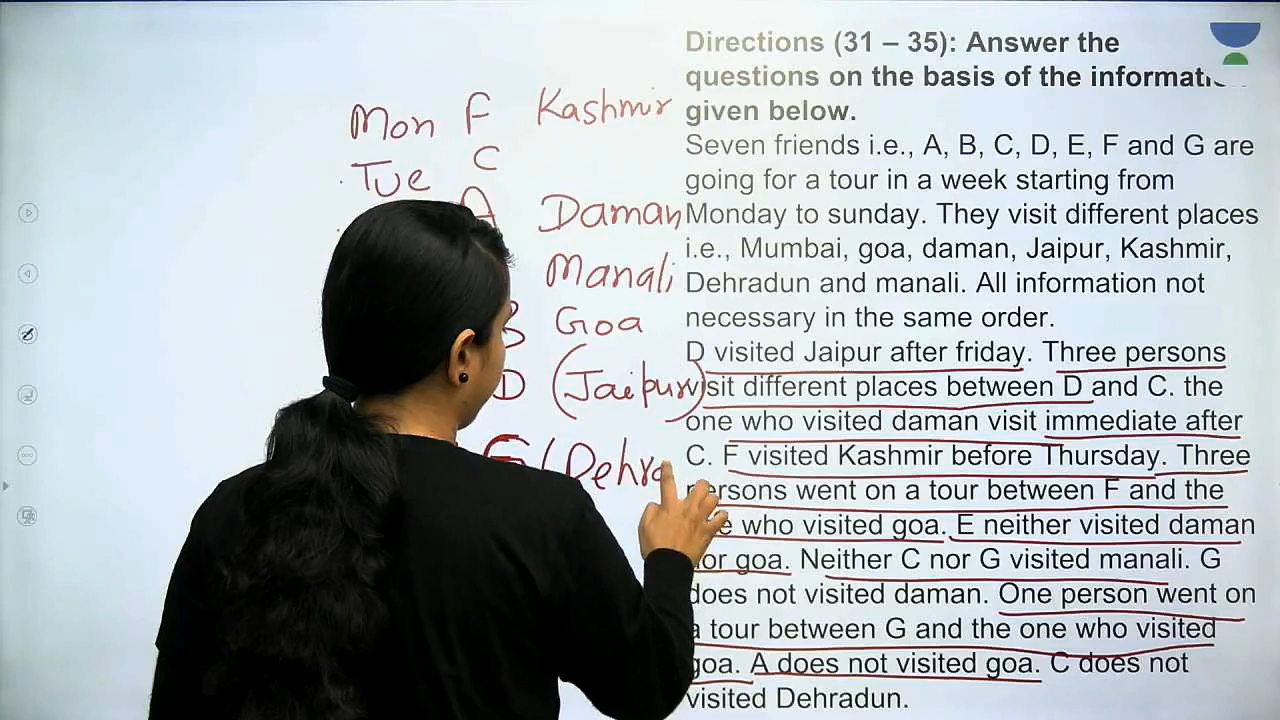 Directions (31 – 35): Answer the
questions on the basis of the
given below.
Seven friends i.e., A, B, C, D, E, F and G are
going for a tour in a week starting from
Monday to sunday. They visit different places
i.e., Mumbai, goa, daman, Jaipur, Kashmir,
Dehradun and manali. All information not
necessary in the same order.
D visited Jaipur after friday. Three persons
visit different places between D and C. the
one who visited daman visit immediate after
C. F visited Kashmir before Thursday. Three
persons went on a tour between F and the
who visited goa. E neither visited daman
nor goa. Neither C nor G visited manali. G
does not visited daman. One person went on
a tour between G and the one who visited
goa. A does not visited goa. C does not
visited Dehradun.
Mon F Kashmir
Tue C
A Daman
Manali
B Goa
D (Jaipur)
G (Dehra